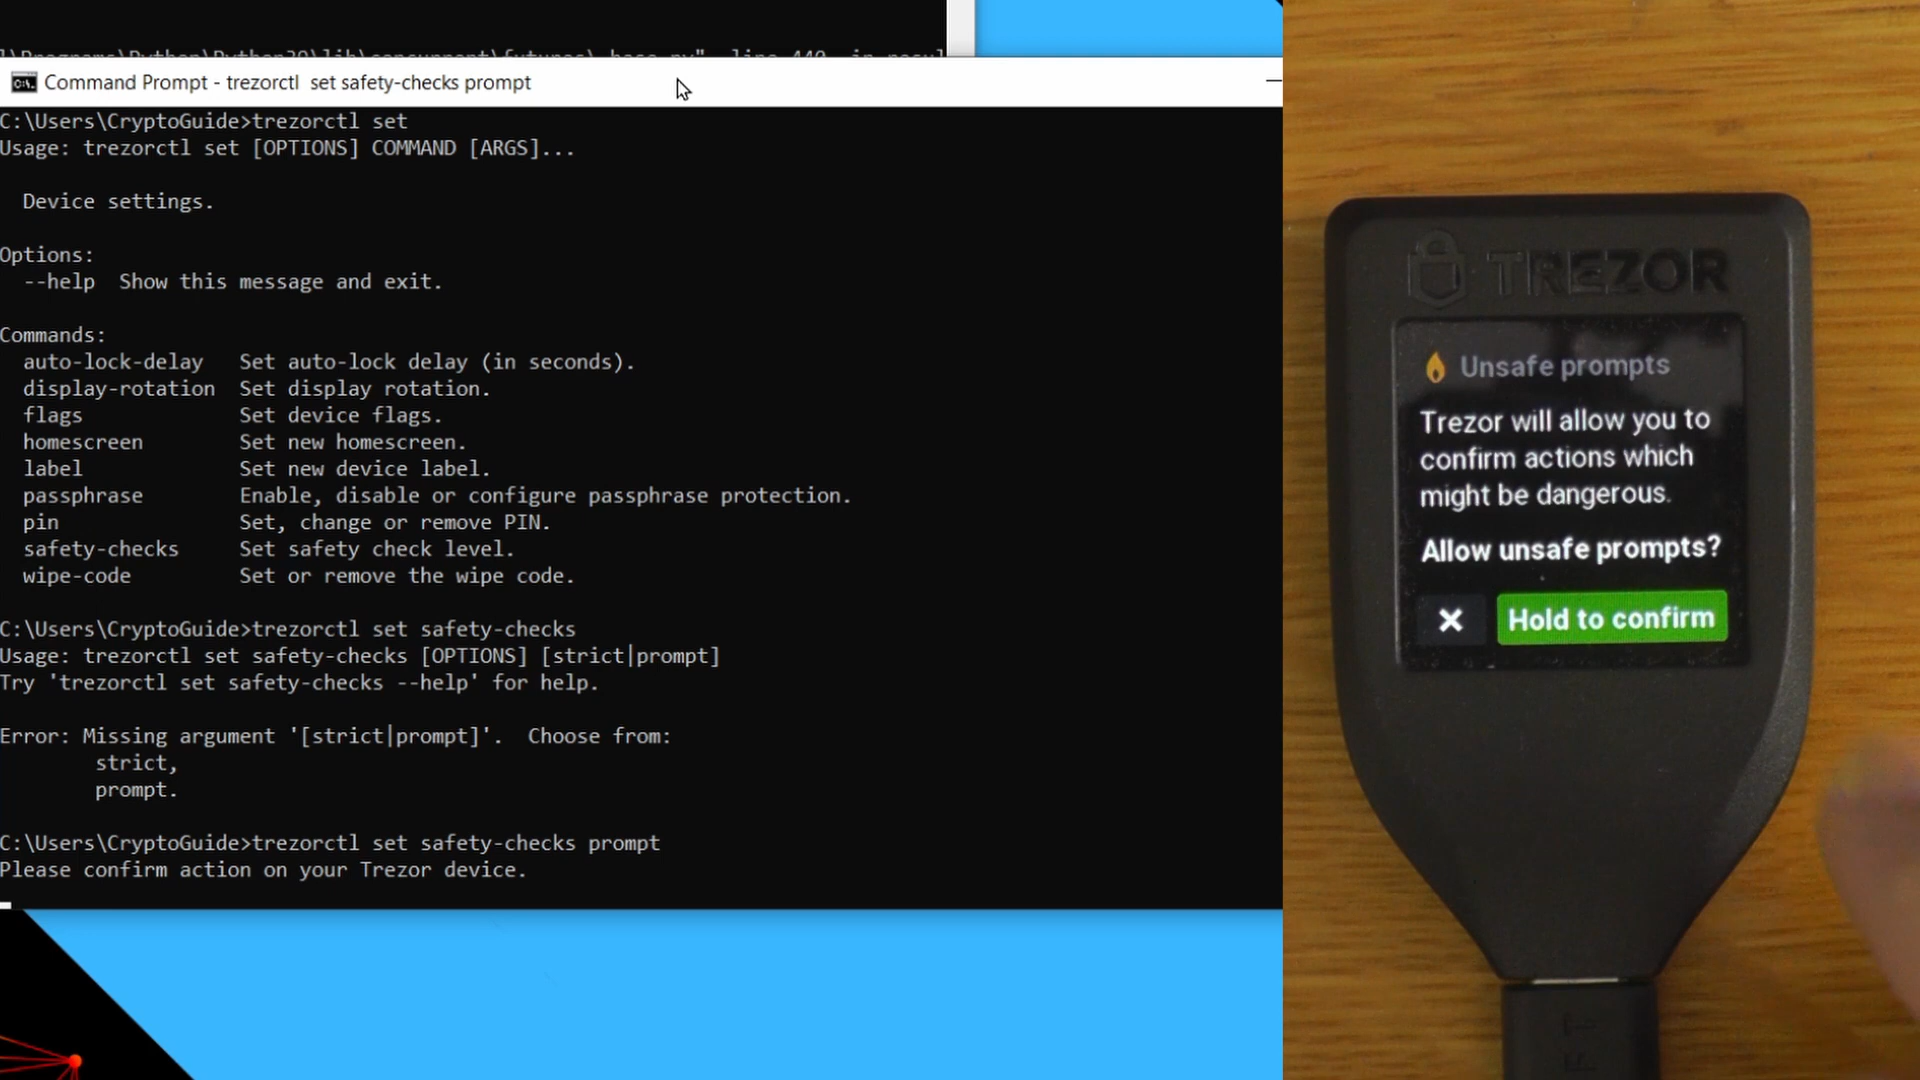 Command Prompt - trezorctl  set safety-checks prompt
C:\Users\CryptoGuide>trezorctl set
Usage: trezorctl set [OPTIONS] COMMAND [ARGS]...
Device settings.
Options:
--help  Show this message and exit.
Commands:
auto-lock-delay   Set auto-lock delay (in seconds).
display-rotation  Set display rotation.
flags             Set device flags.
homescreen        Set new homescreen.
label             Set new device label.
passphrase        Enable, disable or configure passphrase protection.
pin               Set, change or remove PIN.
safety-checks     Set safety check level.
wipe-code         Set or remove the wipe code.
C:\Users\CryptoGuide>trezorctl set safety-checks
Usage: trezorctl set safety-checks [OPTIONS] [strict|prompt]
Try 'trezorctl set safety-checks --help' for help.
Error: Missing argument '[strict|prompt]'.  Choose from:
strict,
prompt.
C:\Users\CryptoGuide>trezorctl set safety-checks prompt
Please confirm action on your Trezor device.
TREZOR
Unsafe prompts
Trezor will allow you to
confirm actions which
might be dangerous.
Allow unsafe prompts?
Hold to confirm